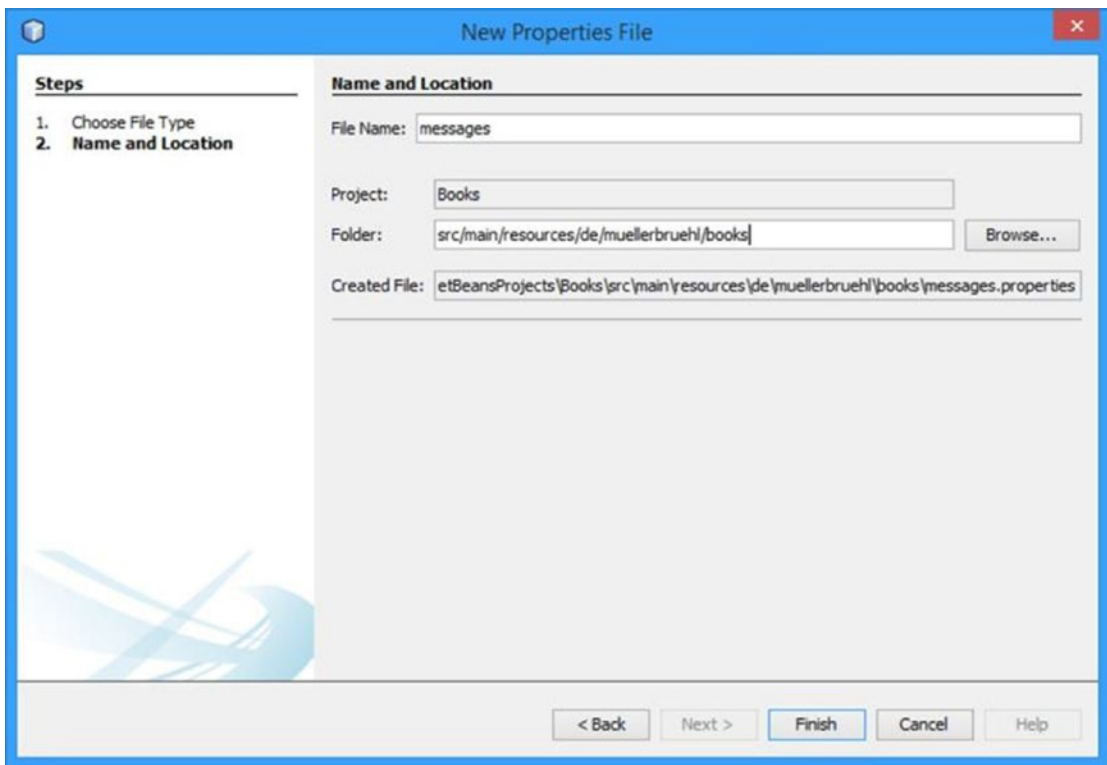 New Properties File
Steps
1. Choose File Type
2. Name and Location
Name and Location
File Name: messages
Project: Books
Folder: src/main/resources/de/muellerbruehl/books Browse...
Created File: etBeansProjects\Books\src\main\resources\de\muellerbruehl\books\messages.properties
< Back Next > Finish Cancel Help